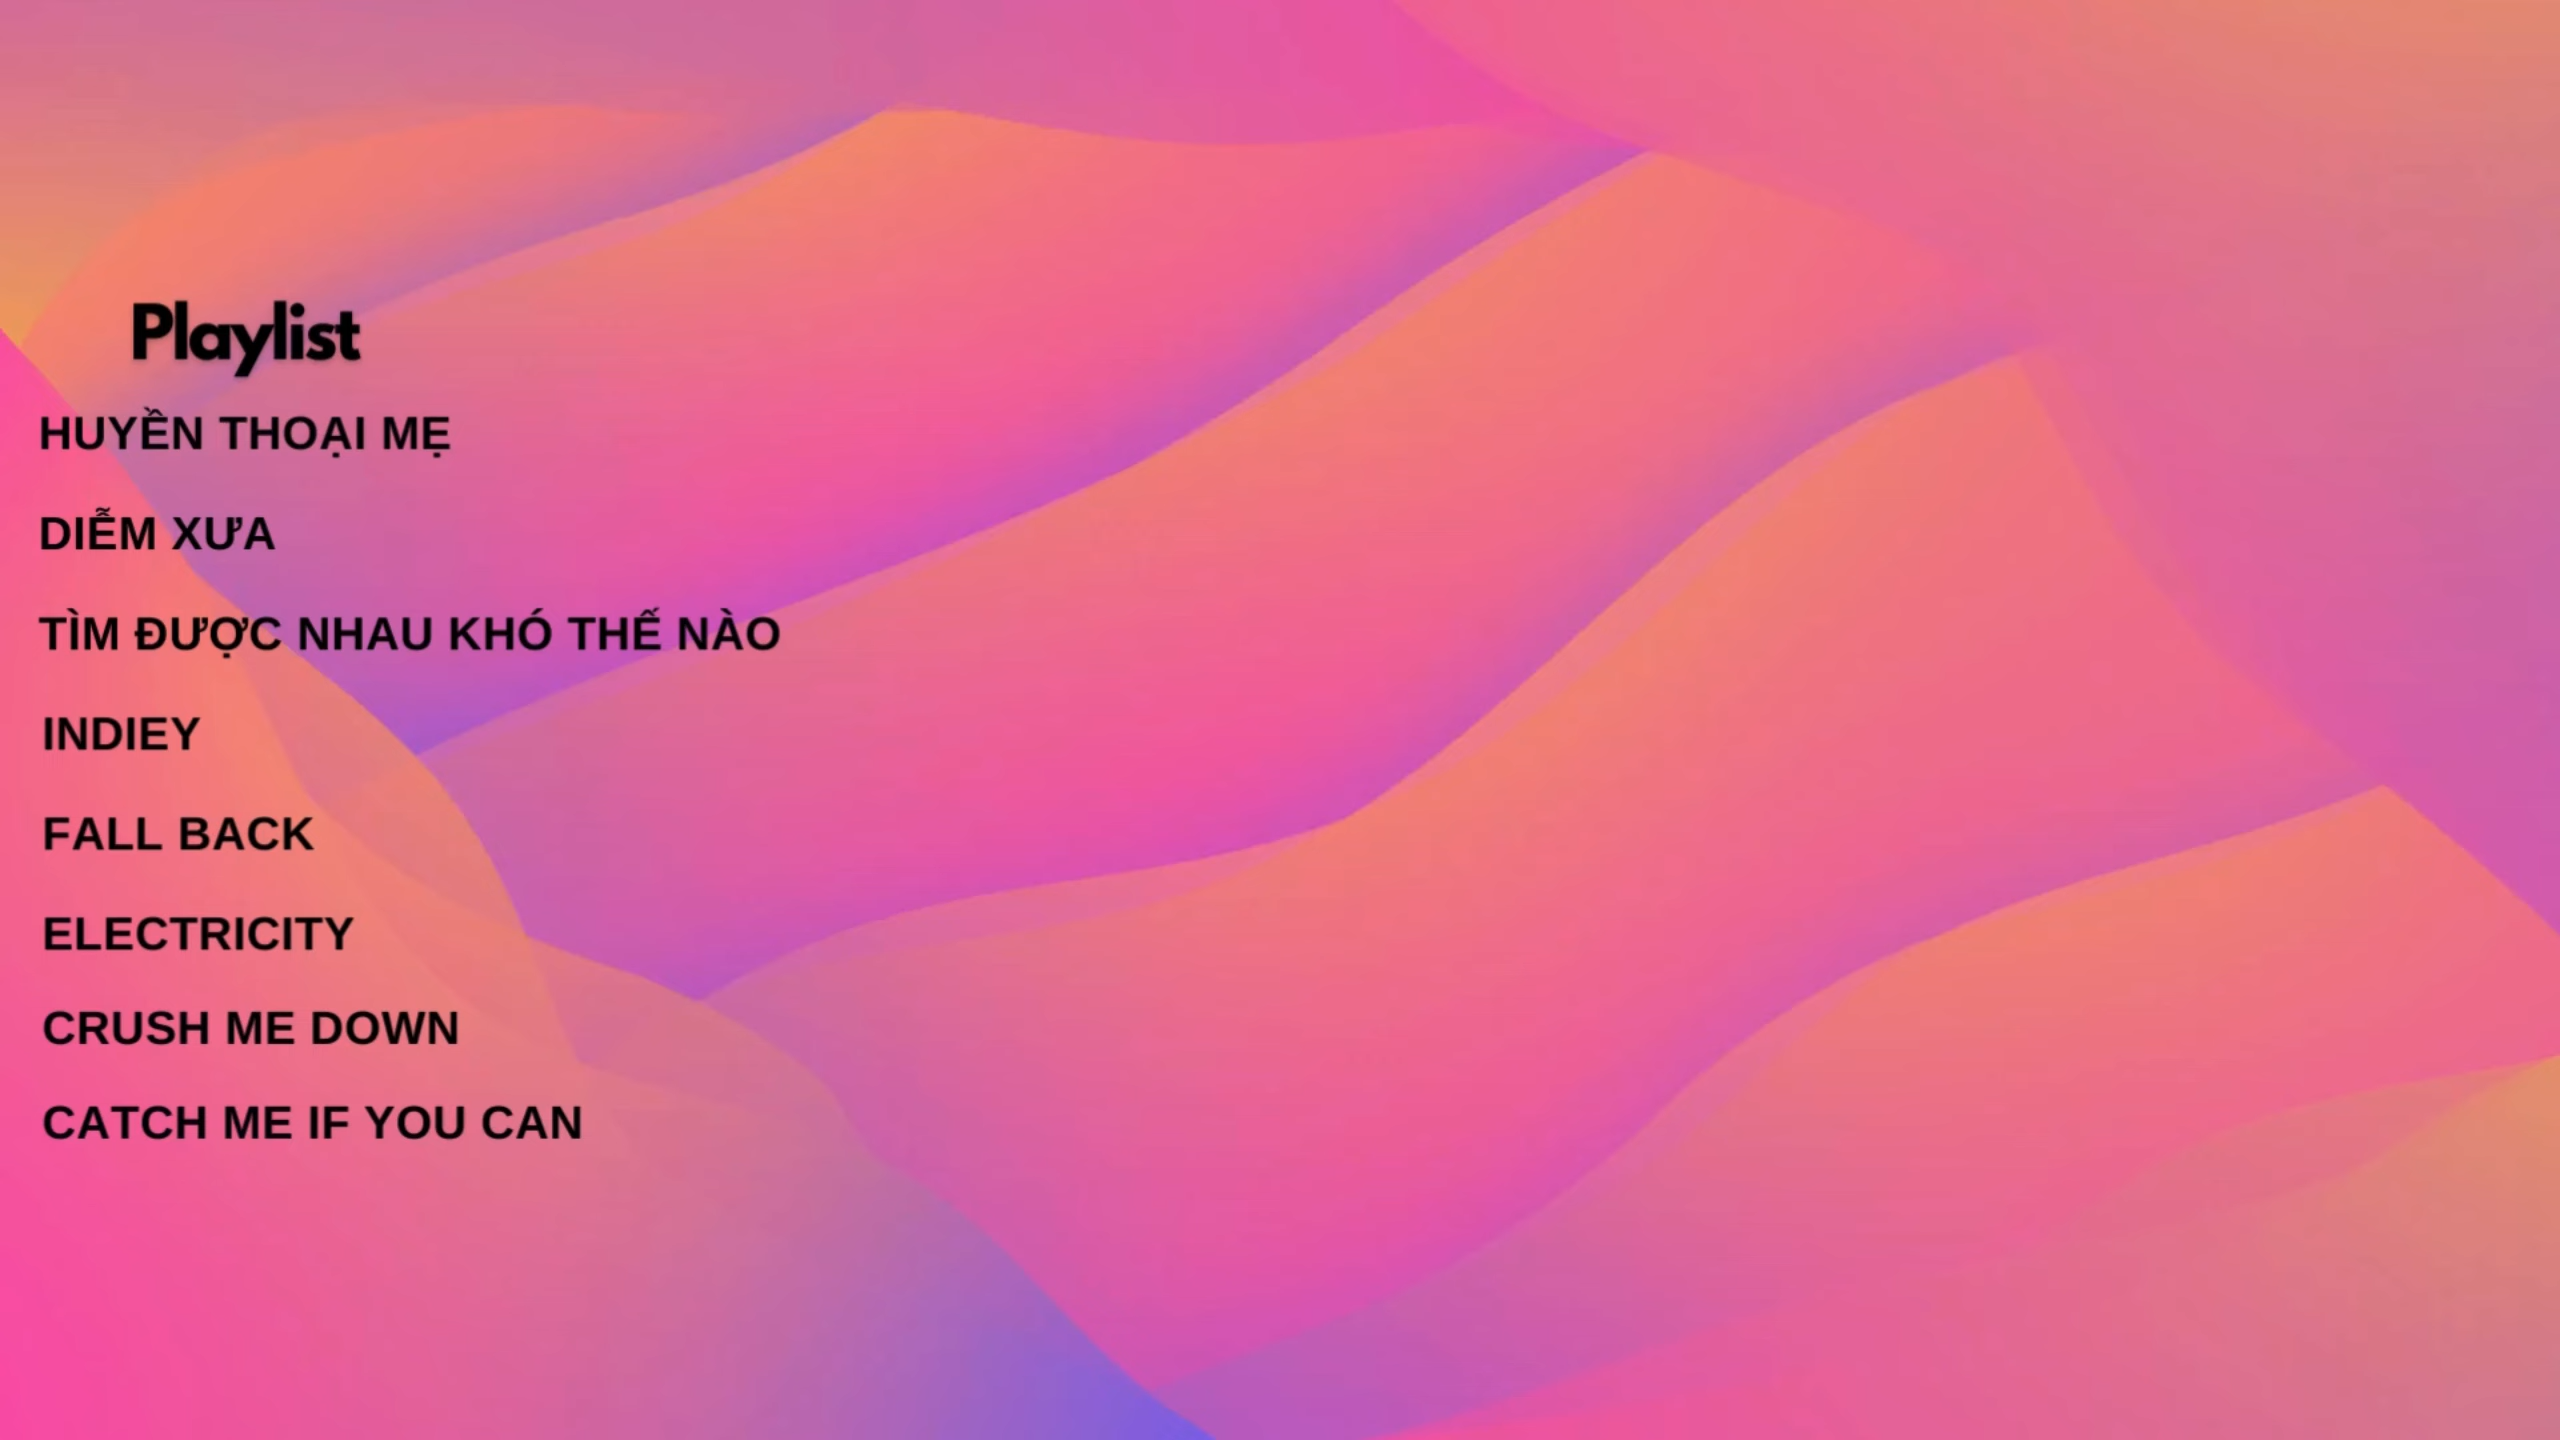 Playlist
HUYỀN THOẠI MẸ
DIỄM XƯA
TÌM ĐƯỢC NHAU KHÓ THẾ NÀO
INDIEY
FALL BACK
ELECTRICITY
CRUSH ME DOWN
CATCH ME IF YOU CAN